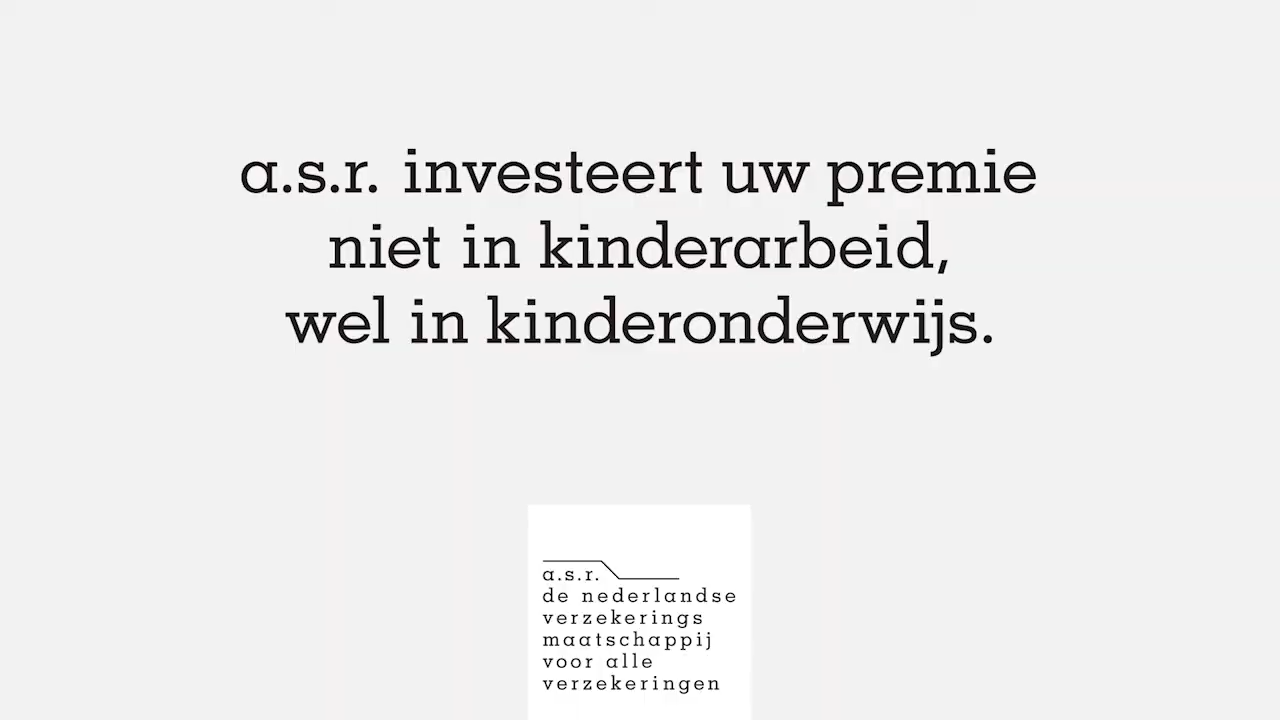 a.s.r. investeert uw premie
niet in kinderarbeid,
wel in kinderonderwijs.
a.s.r.
de nederlandse
verzekerings
maatschappij
voor alle
verzekeringen